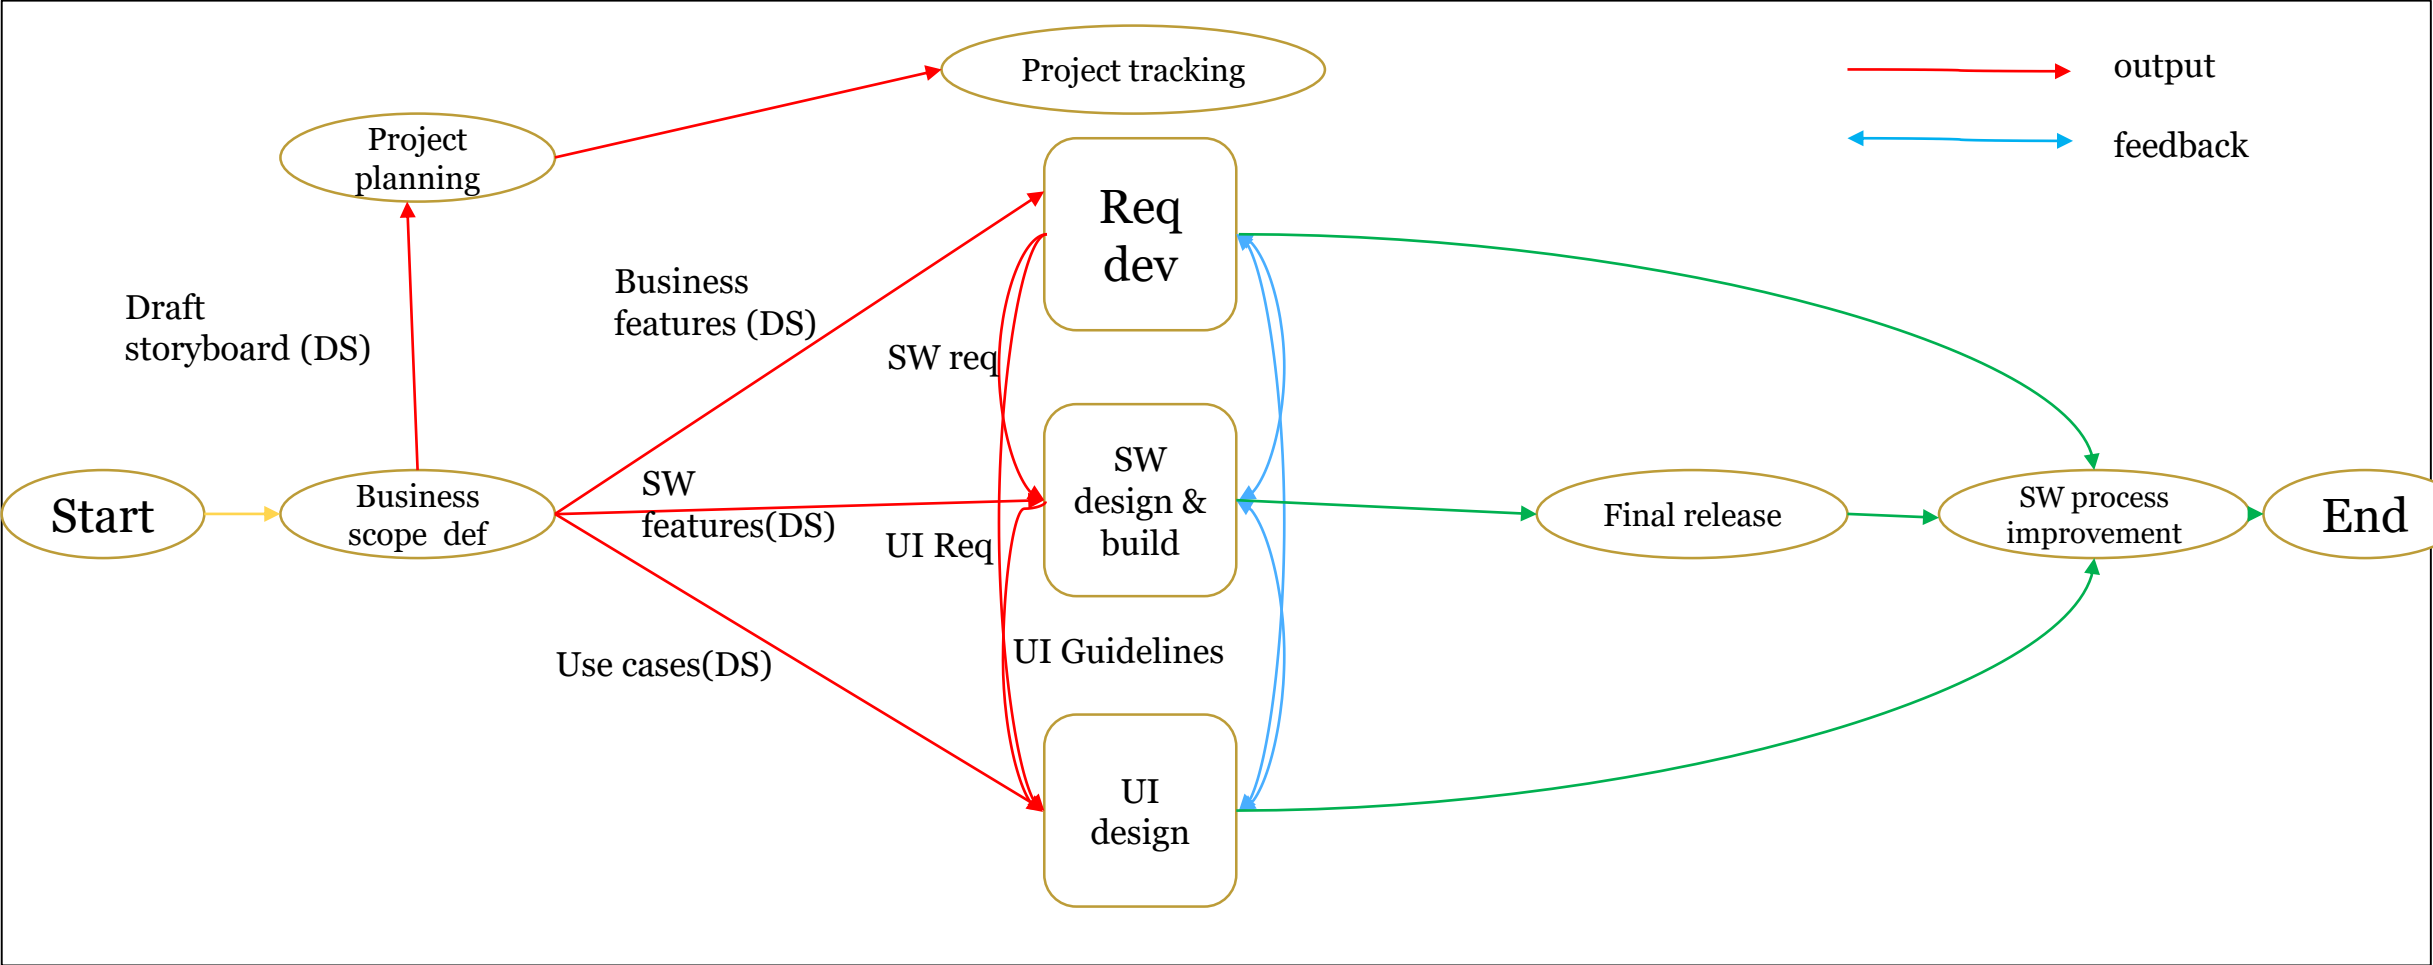 Project tracking
output
Project
planning
feedback
Req
dev
Business
features (DS)
Draft
storyboard (DS)
SW req
SW
design &
build
SW
features(DS)
UI Req
Start
Business
scope  def
Final release
SW process
improvement
End
UI Guidelines
Use cases(DS)
UI
design